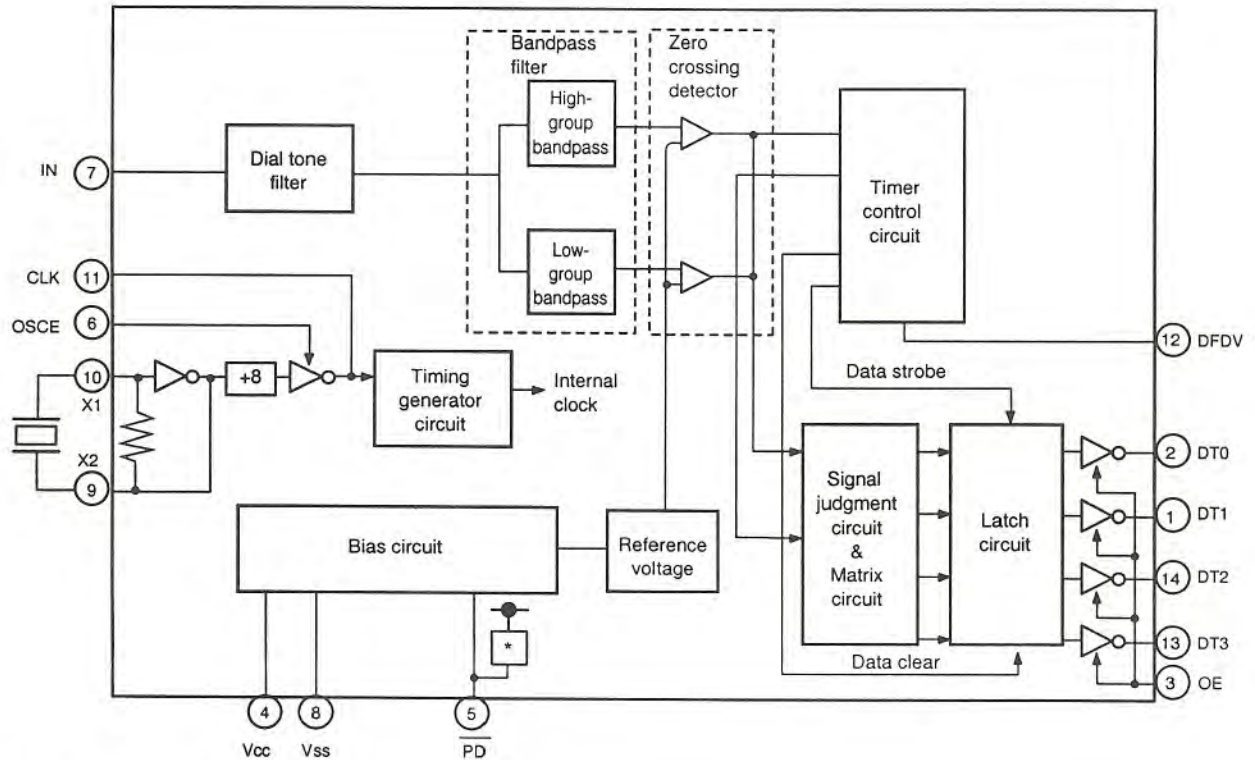 Bandpass
filter
Zero
crossing
detector
High-
group
bandpass
IN
7
Dial tone
filter
Timer
control
circuit
Low-
group
bandpass
CLK
11
OSCE
6
12
DFDV
10
X1
+8
Timing
generator
circuit
Internal
clock
Data strobe
X2
9
2
DT0
Signal
judgment
circuit
&
Matrix
circuit
Latch
circuit
1
DT1
Bias circuit
Reference
voltage
14
DT2
*
13
DT3
Data clear
3
OE
4
8
5
Vcc
Vss
PD